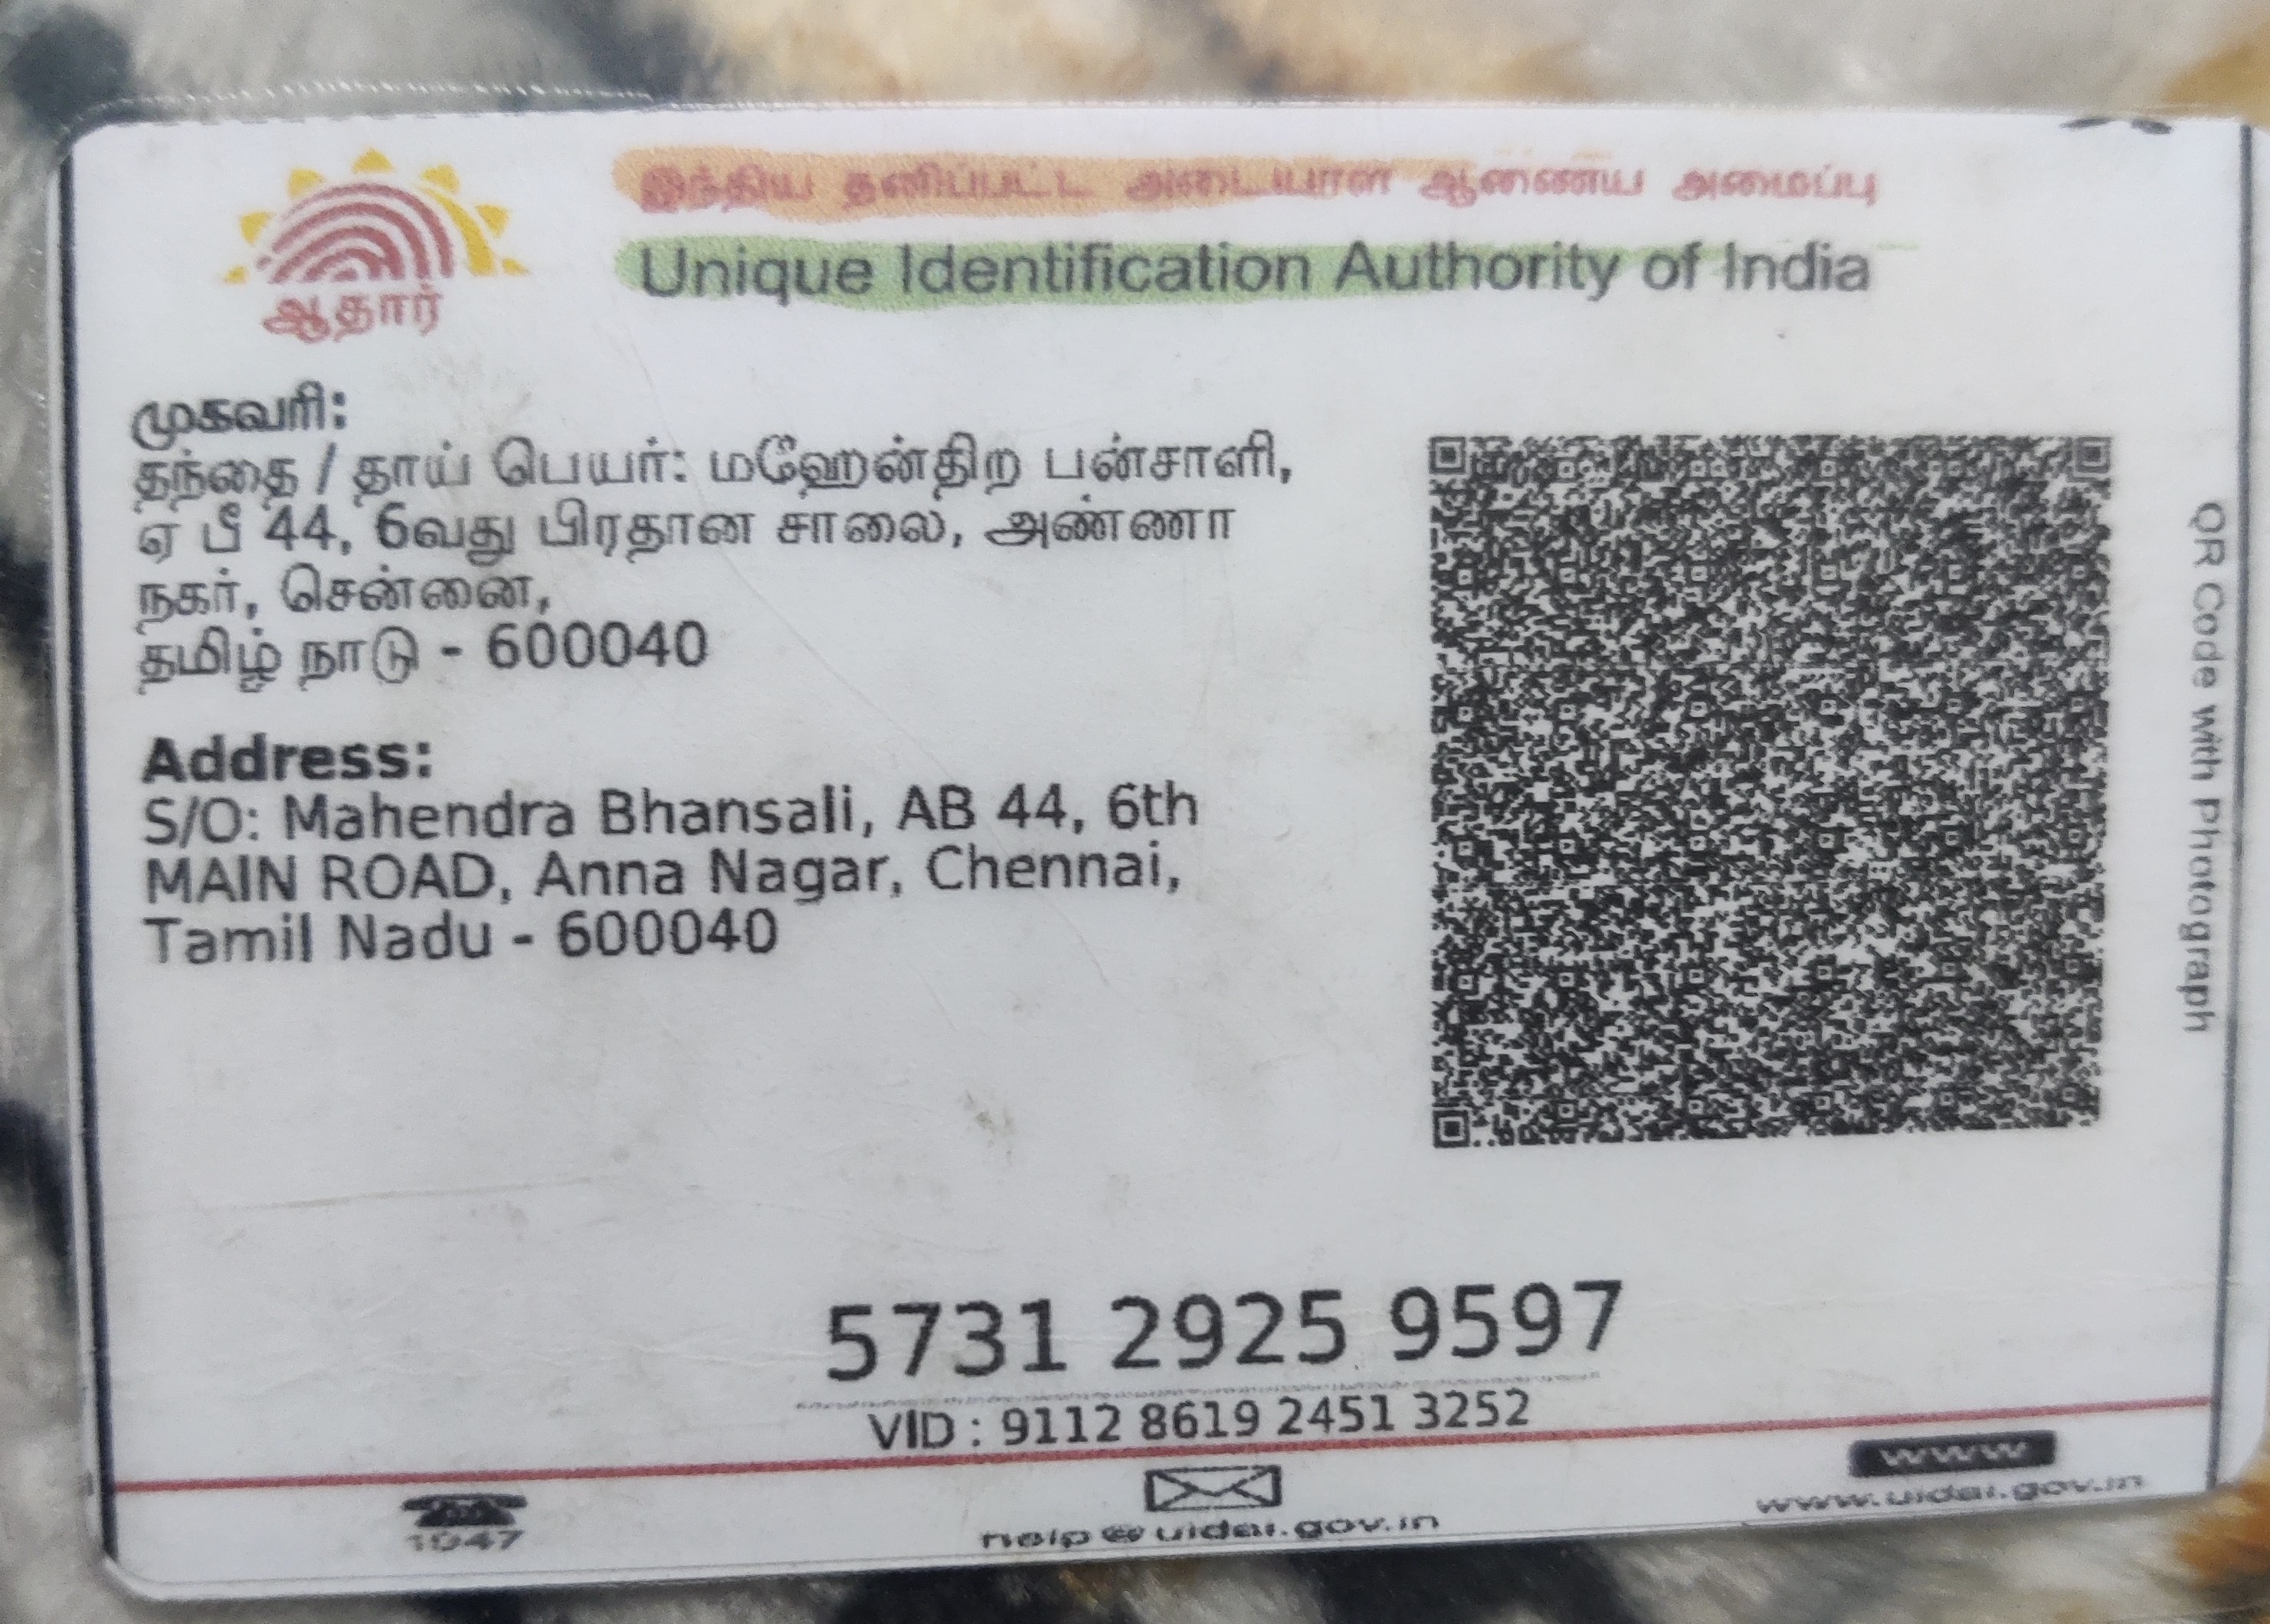 இந்திய தனிப்பட்ட அடையாள ஆணைய அமைப்பு
Unique Identification Authority of India
ஆதார்
முகவரி:
தந்தை / தாய் பெயர்: மஹேன்திற பன்சாளி,
ஏ பீ 44, 6வது பிரதான சாலை, அண்ணா
நகர், சென்னை,
தமிழ் நாடு - 600040
Address:
S/O: Mahendra Bhansali, AB 44, 6th
MAIN ROAD, Anna Nagar, Chennai,
Tamil Nadu - 600040
QR Code with Photograph
5731 2925 9597
VID : 9112 8619 2451 3252
1947
help@uidai.gov.in
www
www.uidai.gov.in